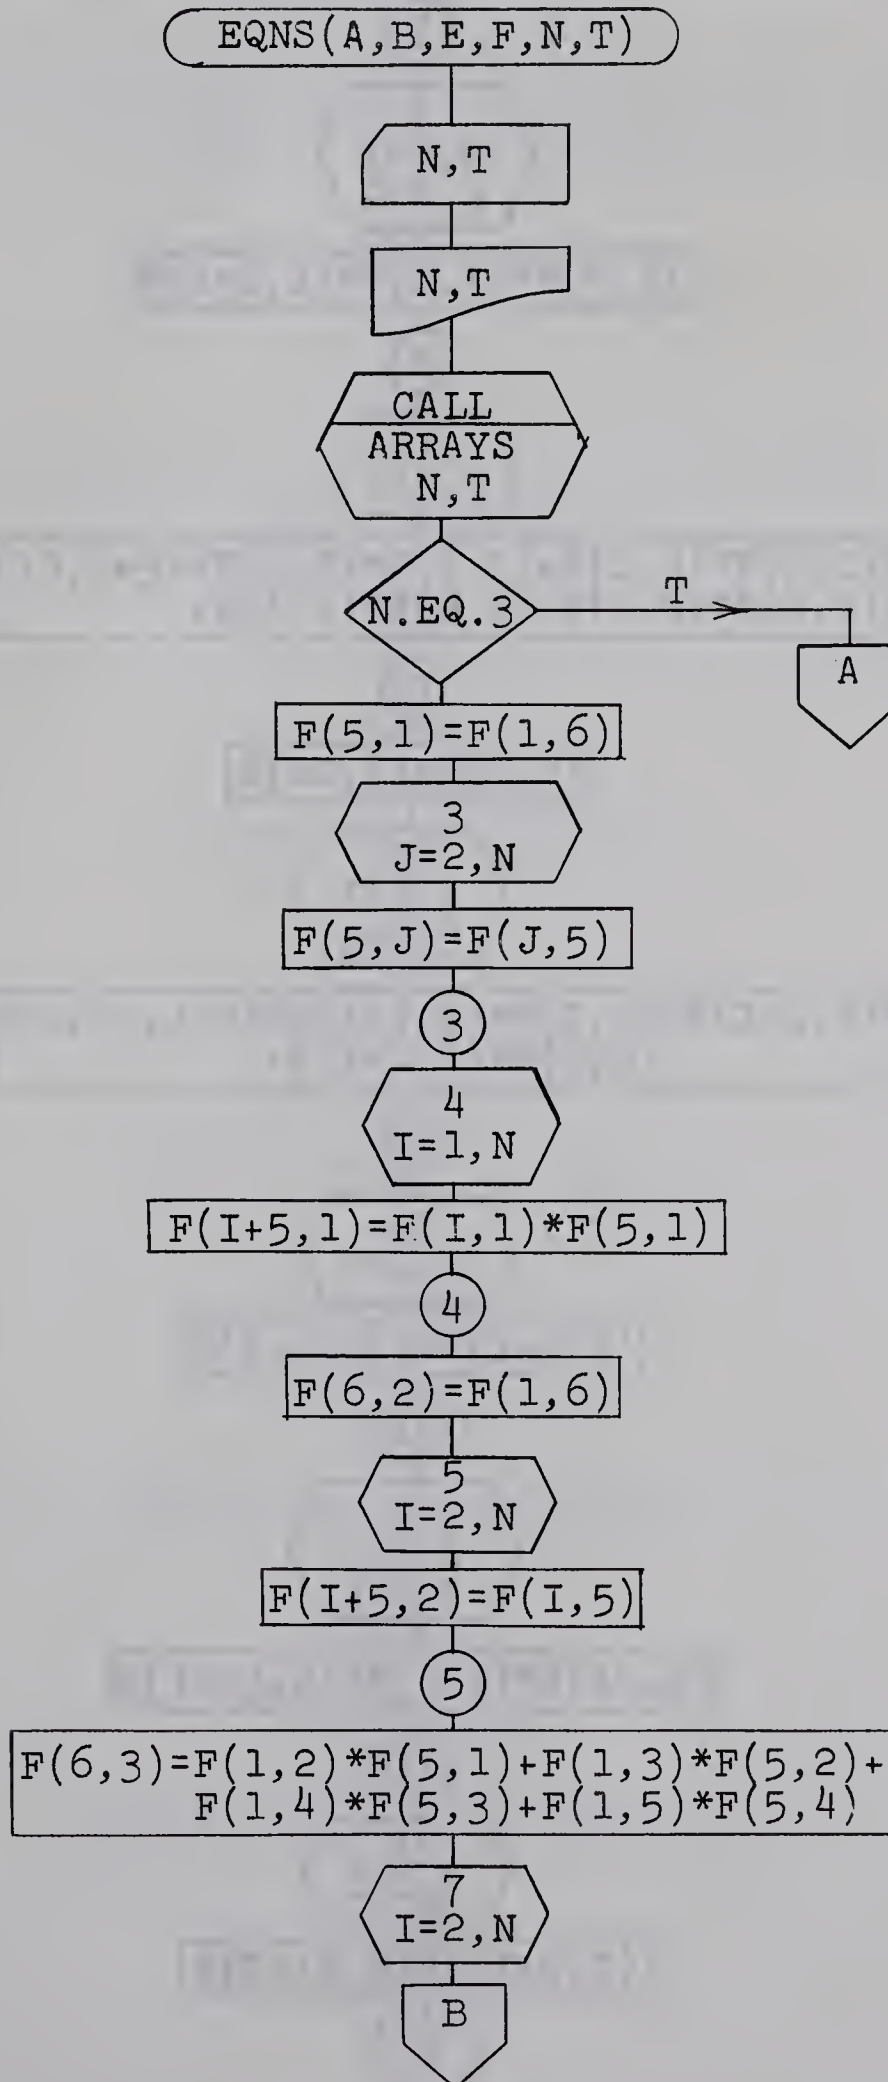 EQNS(A,B,E,F,N,T)
N,T
N,T
CALL
ARRAYS
N,T
N.EQ.3
T
A
F(5,1)=F(1,6)
3
J=2,N
F(5,J)=F(J,5)
3
4
I=1,N
F(I+5,1)=F(I,1)*F(5,1)
4
F(6,2)=F(1,6)
5
I=2,N
F(I+5,2)=F(I,5)
5
F(6,3)=F(1,2)*F(5,1)+F(1,3)*F(5,2)+
F(1,4)*F(5,3)+F(1,5)*F(5,4)
7
I=2,N
B